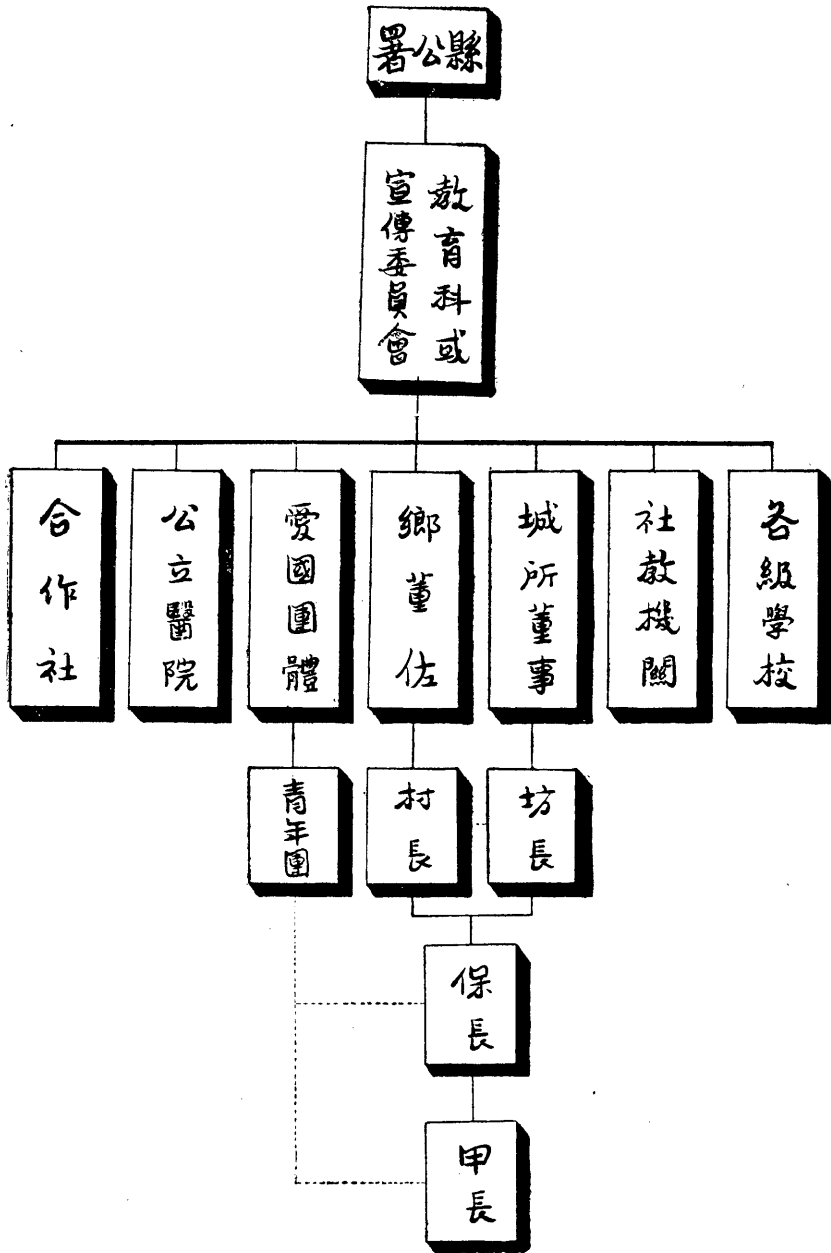 縣公署
教育科或
宣傳委員會
各級學校
社教機關
城所董事
鄉董佐
愛國團體
公立醫院
合作社
坊長
村長
青年團
保長
甲長